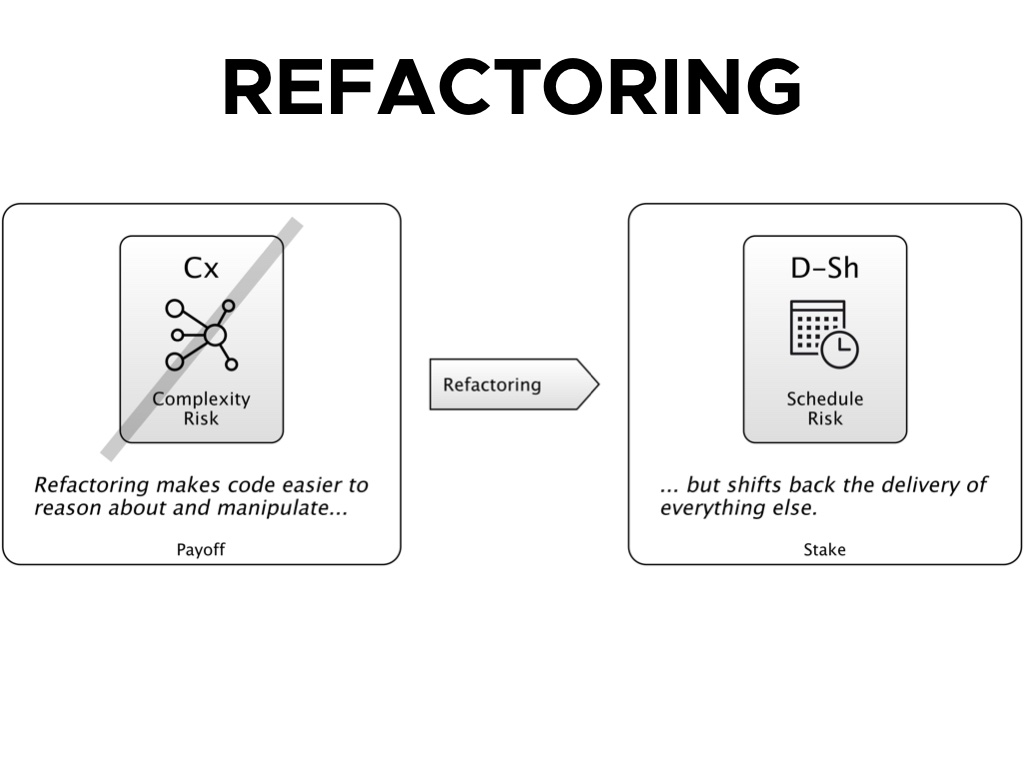 REFACTORING
Cx
Complexity
Risk
Refactoring makes code easier to
reason about and manipulate...
Payoff
Refactoring
D-Sh
Schedule
Risk
... but shifts back the delivery of
everything else.
Stake